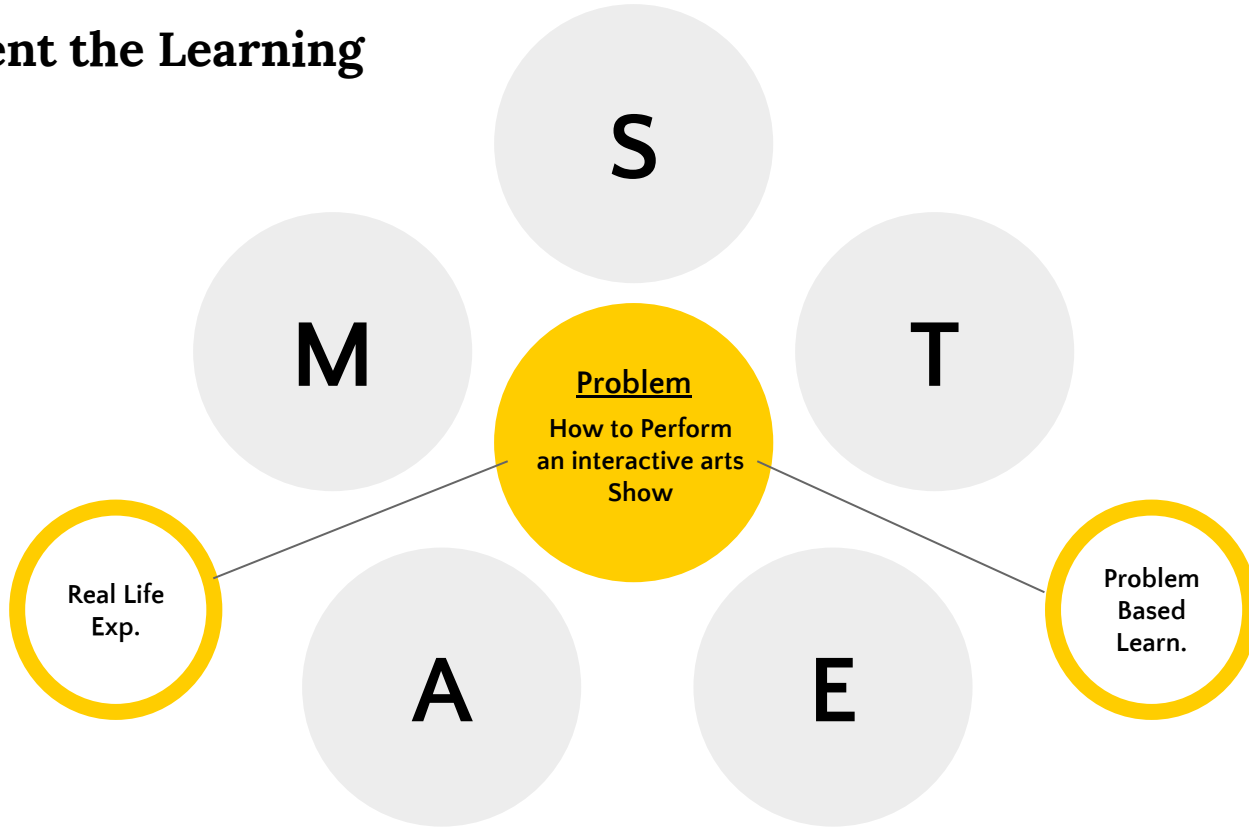 ent the Learning
S
M
T
Problem
How to Perform
an interactive arts
Show
Real Life
Exp.
Problem
Based
Learn.
A
E